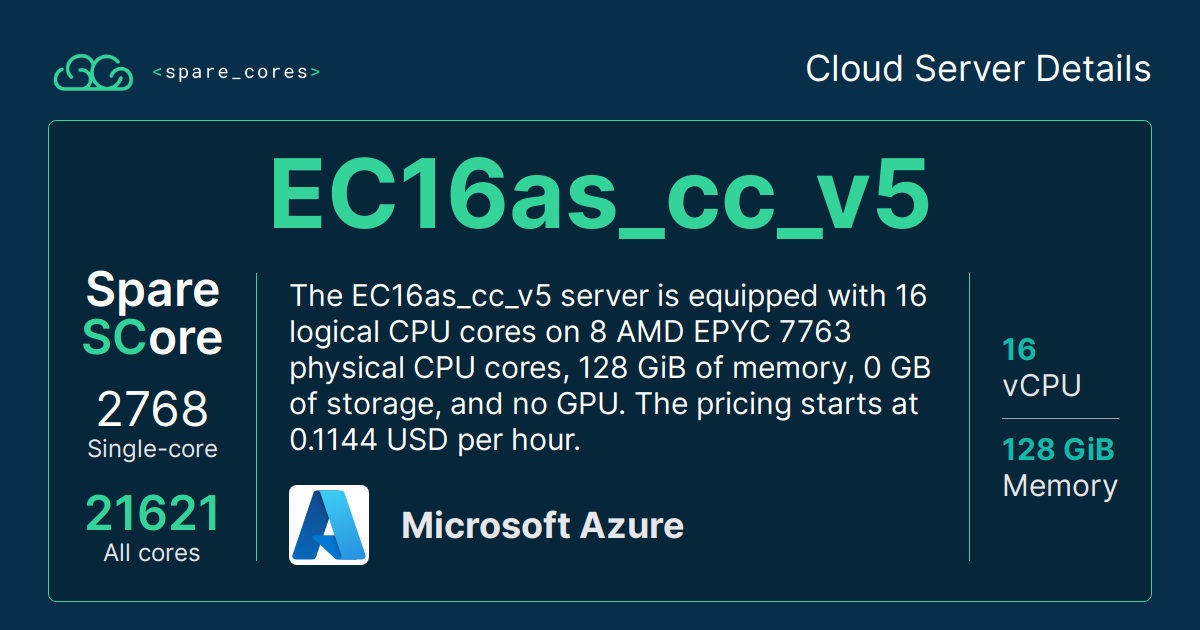 <spare_cores>
Cloud Server Details
EC16as_cc_v5
Spare
SCore
2768
Single-core
21621
All cores
The EC16as_cc_v5 server is equipped with 16
logical CPU cores on 8 AMD EPYC 7763
physical CPU cores, 128 GiB of memory, 0 GB
of storage, and no GPU. The pricing starts at
0.1144 USD per hour.
Microsoft Azure
16
vCPU
128 GiB
Memory